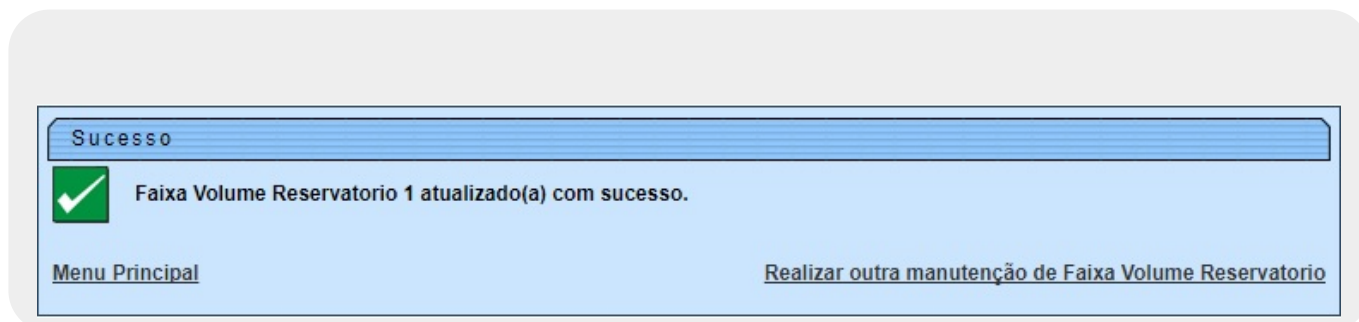 Sucesso
Faixa Volume Reservatorio 1 atualizado(a) com sucesso.
Menu Principal
Realizar outra manutenção de Faixa Volume Reservatorio